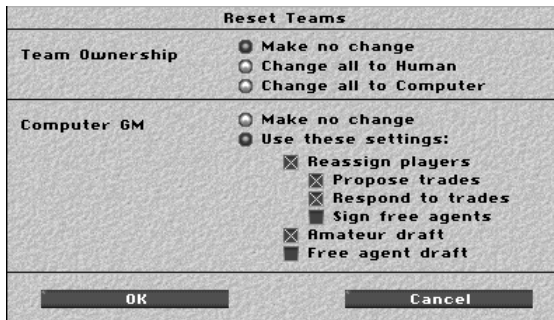 Reset Teams
Team Ownership
Make no change
Change all to Human
Change all to Computer
Computer GM
Make no change
Use these settings:
Reassign players
Propose trades
Respond to trades
Sign free agents
Amateur draft
Free agent draft
OK
Cancel